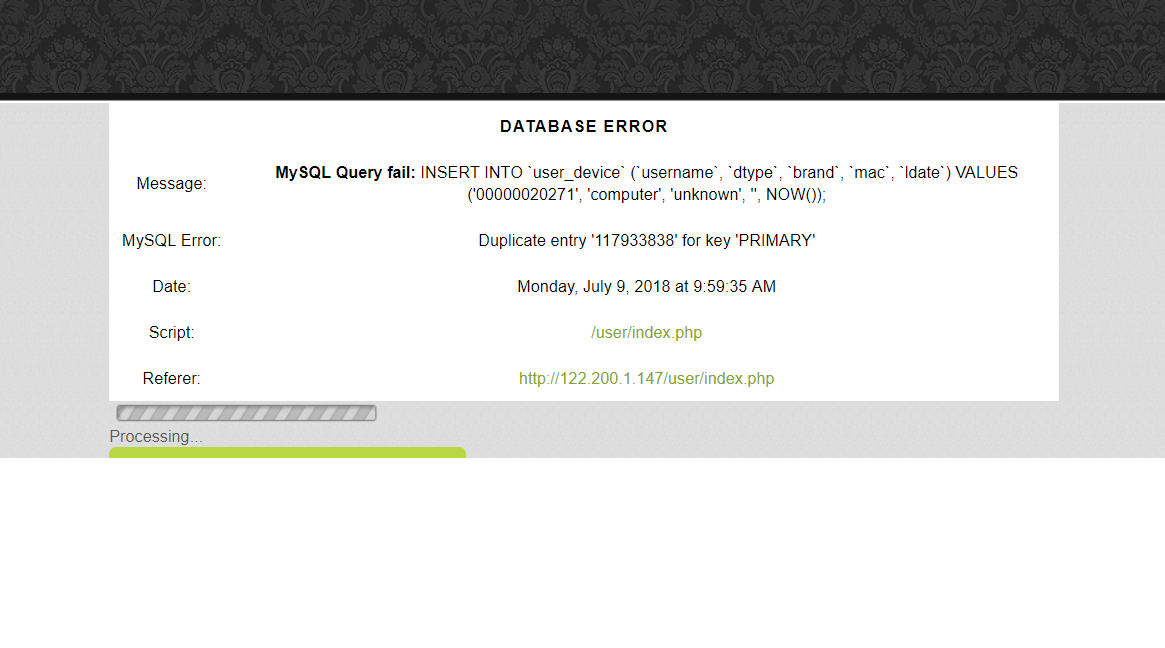 DATABASE ERROR
Message:
MySQL Query fail: INSERT INTO `user_device` (`username`, `dtype`, `brand`, `mac`, `ldate`) VALUES
('00000020271', 'computer', 'unknown', '', NOW());
MySQL Error:
Duplicate entry '117933838' for key 'PRIMARY'
Date:
Monday, July 9, 2018 at 9:59:35 AM
Script:
/user/index.php
Referer:
http://122.200.1.147/user/index.php
Processing...